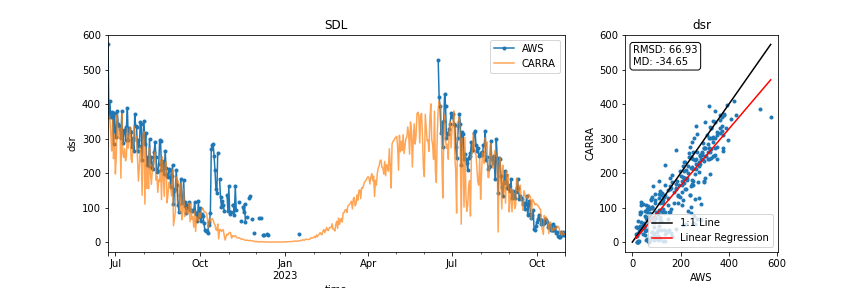 SDL
dsr
600
500
400
300
200
100
0
dsr
AWS
CARRA
Jul
Oct
Jan
2023
Apr
Jul
Oct
time
600
500
400
300
200
100
0
CARRA
RMSD: 66.93
MD: -34.65
1:1 Line
Linear Regression
0
200
400
600
AWS